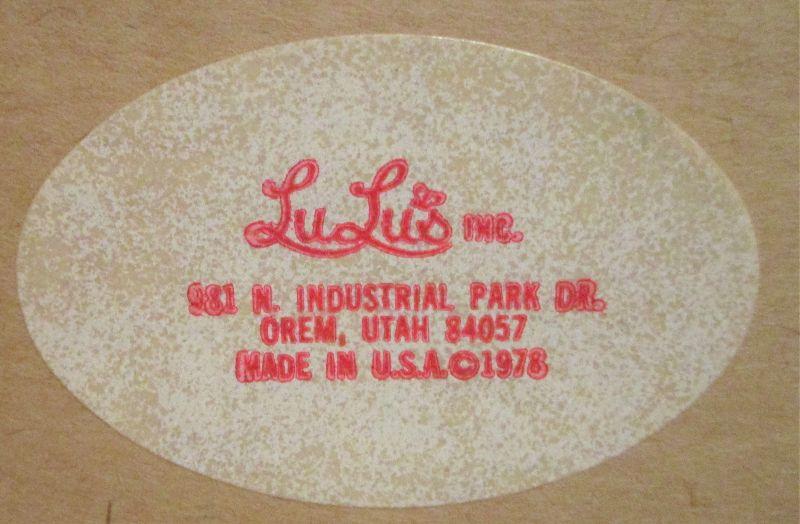 LuLu's INC.
981 N. INDUSTRIAL PARK DR.
OREM, UTAH 84057
MADE IN U.S.A.©1978